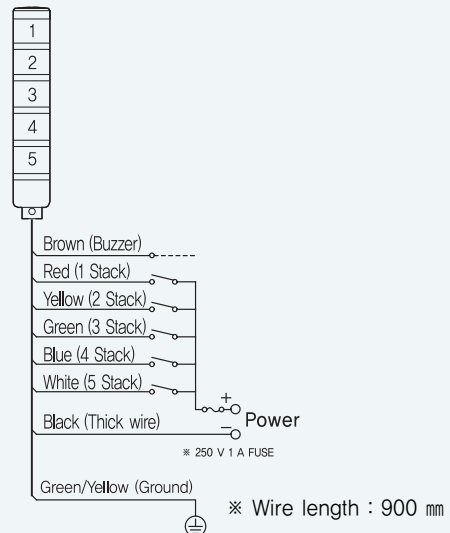 1
2
3
4
5
Brown (Buzzer)
Red (1 Stack)
Yellow (2 Stack)
Green (3 Stack)
Blue (4 Stack)
White (5 Stack)
+
Power
Black (Thick wire)
−
※ 250 V 1 A FUSE
Green/Yellow (Ground)
※ Wire length : 900 ㎜